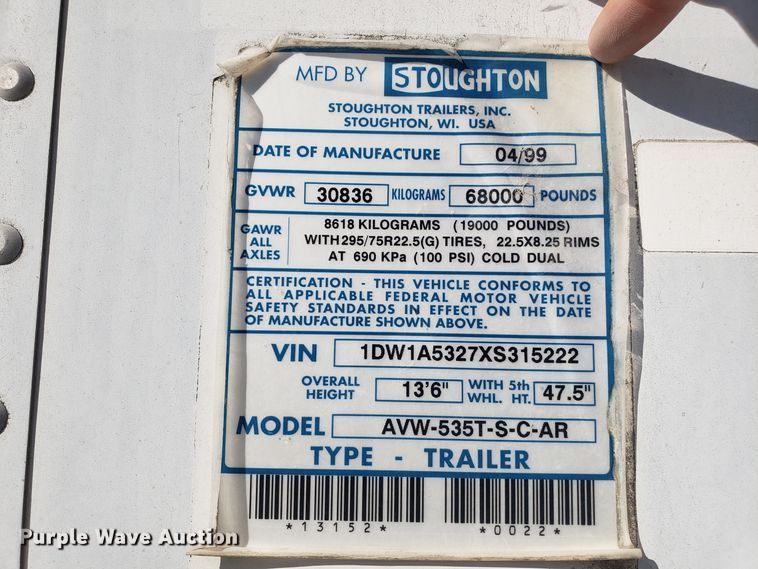 MFD BY STOUGHTON
STOUGHTON TRAILERS, INC.
STOUGHTON, WI. USA
DATE OF MANUFACTURE 04/99
GVWR 30836 KILOGRAMS 68000 POUNDS
GAWR ALL AXLES
8618 KILOGRAMS (19000 POUNDS)
WITH 295/75R22.5(G) TIRES, 22.5X8.25 RIMS
AT 690 KPa (100 PSI) COLD DUAL
CERTIFICATION - THIS VEHICLE CONFORMS TO
ALL APPLICABLE FEDERAL MOTOR VEHICLE
SAFETY STANDARDS IN EFFECT ON THE DATE
OF MANUFACTURE SHOWN ABOVE.
VIN 1DW1A5327XS315222
OVERALL HEIGHT 13'6" WITH 5th WHL. HT. 47.5"
MODEL AVW-535T-S-C-AR
TYPE - TRAILER
*13152* *0022*
Purple Wave Auction